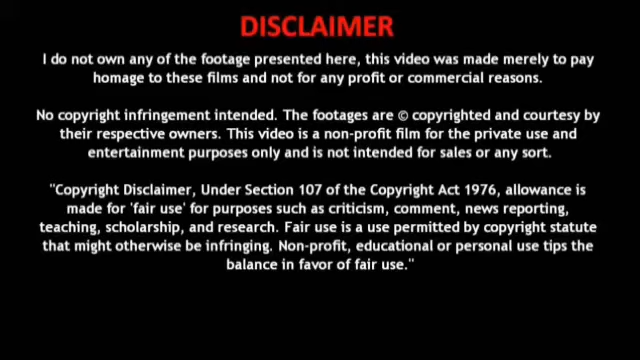 DISCLAIMER
I do not own any of the footage presented here, this video was made merely to pay
homage to these films and not for any profit or commercial reasons.
No copyright infringement intended. The footages are © copyrighted and courtesy by
their respective owners. This video is a non-profit film for the private use and
entertainment purposes only and is not intended for sales or any sort.
"Copyright Disclaimer, Under Section 107 of the Copyright Act 1976, allowance is
made for 'fair use' for purposes such as criticism, comment, news reporting,
teaching, scholarship, and research. Fair use is a use permitted by copyright statute
that might otherwise be infringing. Non-profit, educational or personal use tips the
balance in favor of fair use."